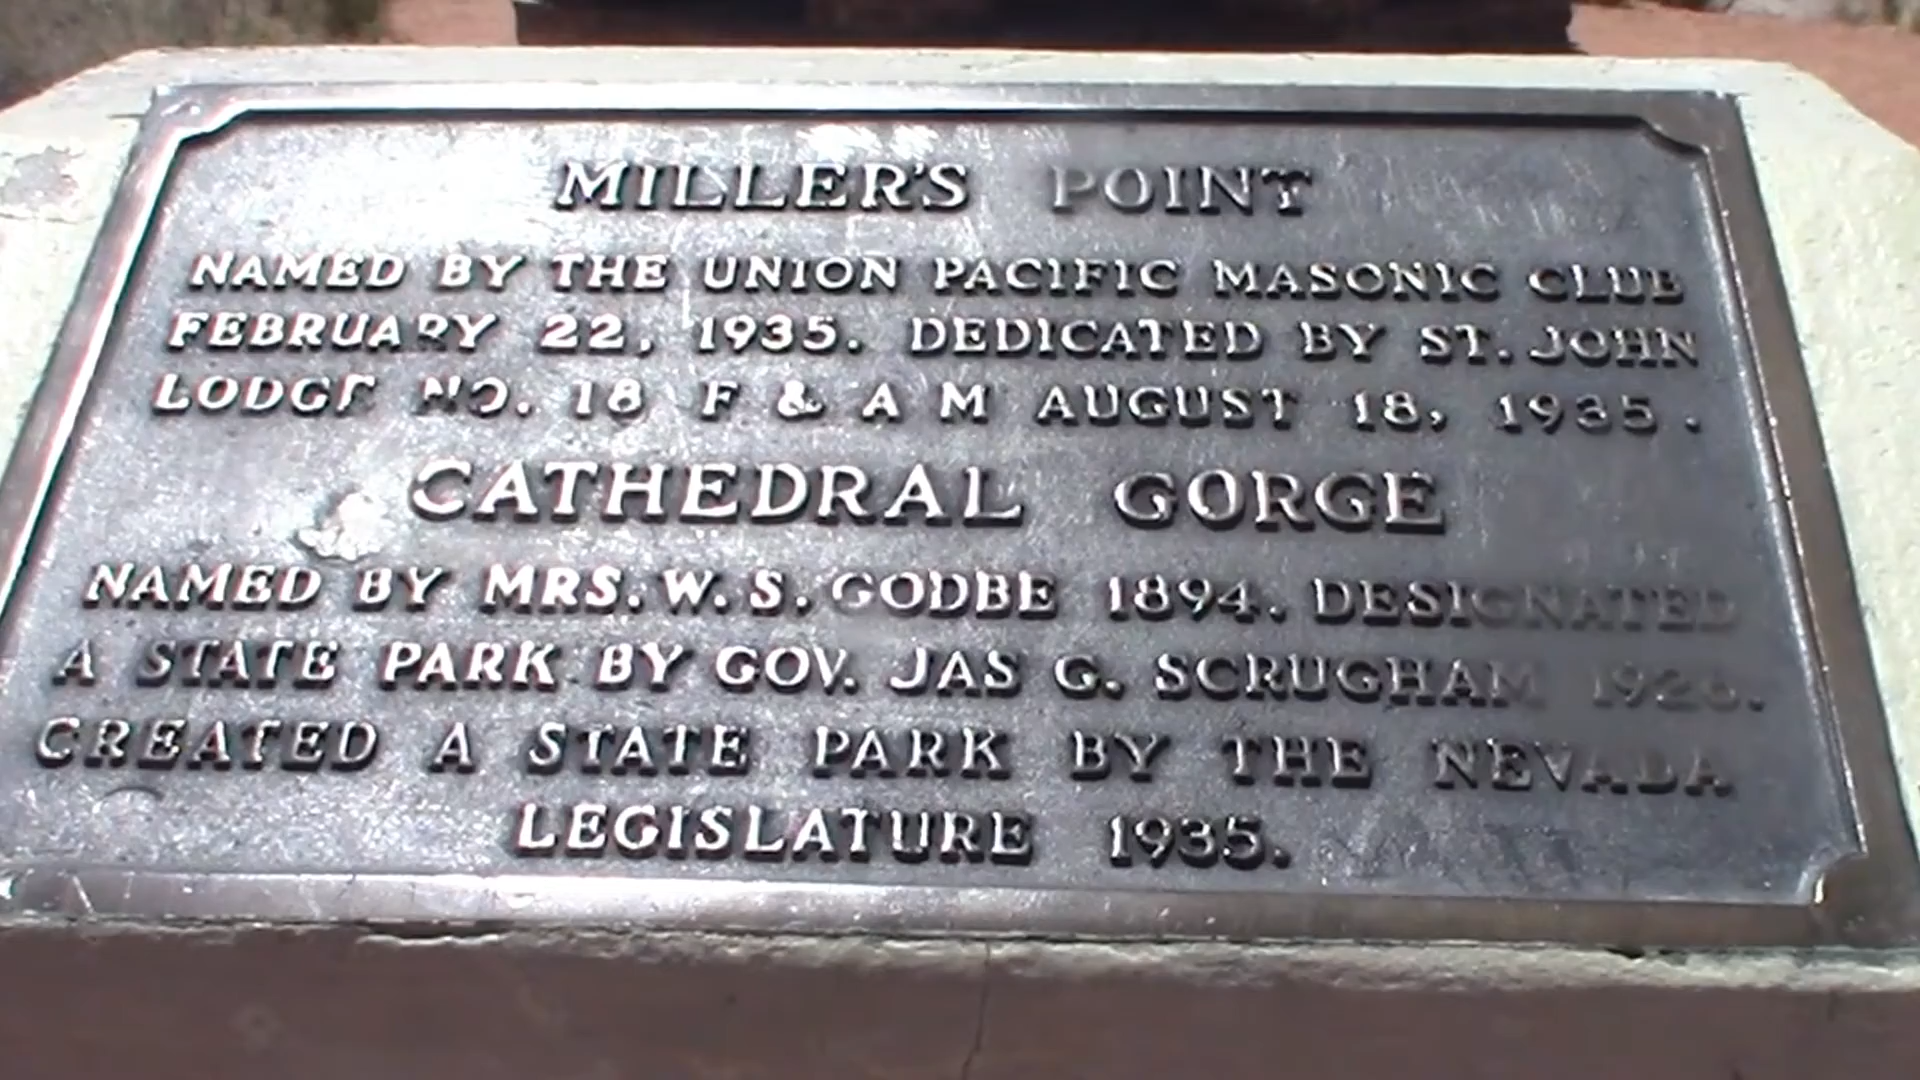 MILLER'S POINT
NAMED BY THE UNION PACIFIC MASONIC CLUB
FEBRUARY 22, 1935. DEDICATED BY ST. JOHN
LODGE NO. 18 F & A M AUGUST 18, 1935.
CATHEDRAL GORGE
NAMED BY MRS. W. S. GODBE 1894. DESIGNATED
A STATE PARK BY GOV. JAS G. SCRUGHAM
CREATED A STATE PARK BY THE NEVADA
LEGISLATURE 1935.